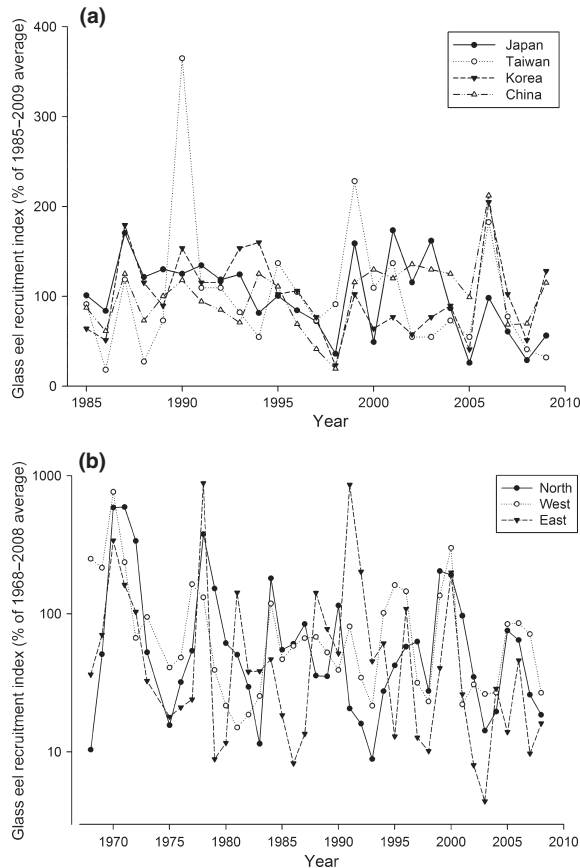 (a)
Glass eel recruitment index (% of 1985–2009 average)
400
300
200
100
0
Japan
Taiwan
Korea
China
1985 1990 1995 2000 2005 2010
Year
(b)
Glass eel recruitment index (% of 1968–2008 average)
1000
100
10
North
West
East
1970 1975 1980 1985 1990 1995 2000 2005 2010
Year